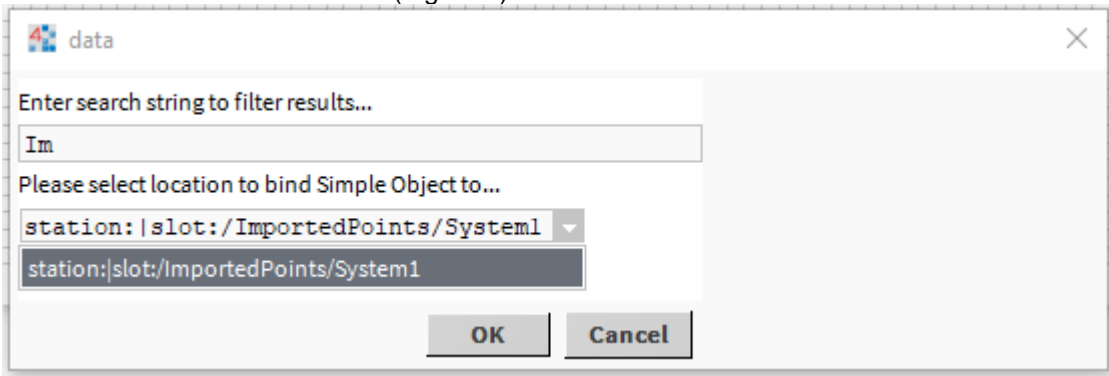 data
Enter search string to filter results...
Im
Please select location to bind Simple Object to...
station:|slot:/ImportedPoints/System1
station:|slot:/ImportedPoints/System1
OK Cancel